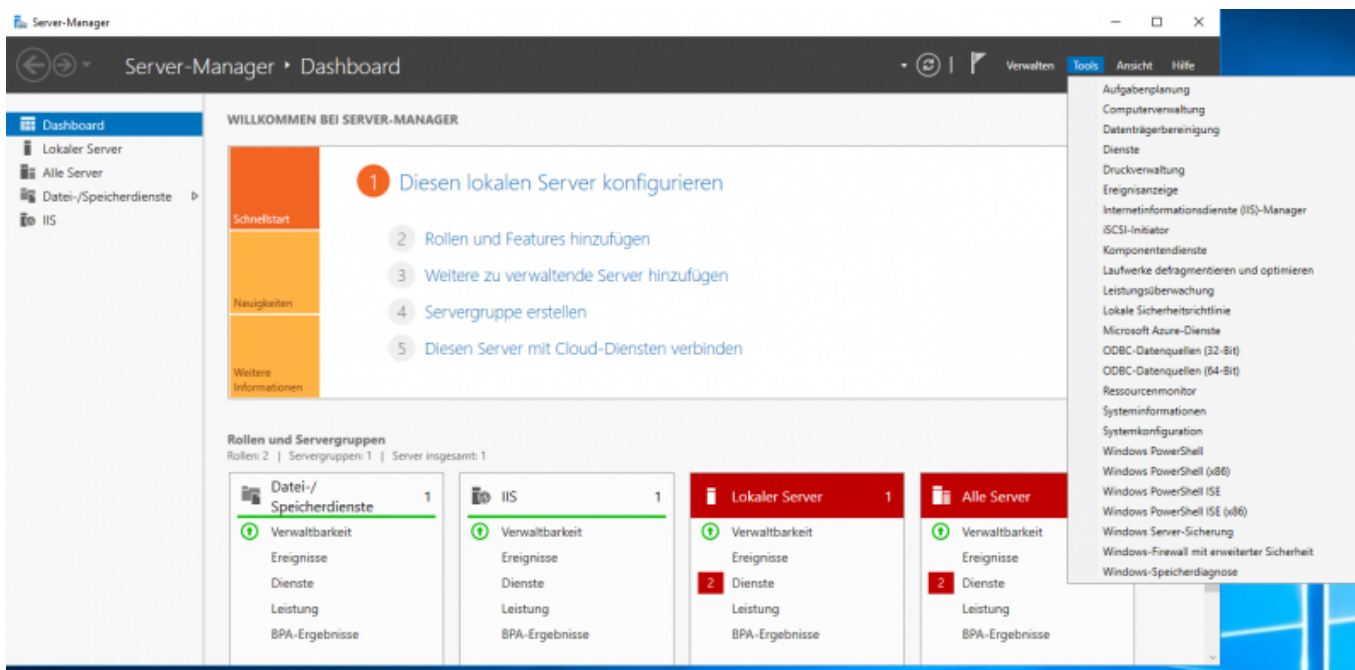 Server-Manager
Server-Manager • Dashboard
Verwalten Tools Ansicht Hilfe
Dashboard
Lokaler Server
Alle Server
Datei-/Speicherdienste
IIS
WILLKOMMEN BEI SERVER-MANAGER
Schnellstart
Neuigkeiten
Weitere
Informationen
1 Diesen lokalen Server konfigurieren
2 Rollen und Features hinzufügen
3 Weitere zu verwaltende Server hinzufügen
4 Servergruppe erstellen
5 Diesen Server mit Cloud-Diensten verbinden
Rollen und Servergruppen
Rollen: 2 | Servergruppen: 1 | Server insgesamt: 1
Datei-/
Speicherdienste 1
Verwaltbarkeit
Ereignisse
Dienste
Leistung
BPA-Ergebnisse
IIS 1
Verwaltbarkeit
Ereignisse
Dienste
Leistung
BPA-Ergebnisse
Lokaler Server 1
Verwaltbarkeit
Ereignisse
2 Dienste
Leistung
BPA-Ergebnisse
Alle Server
Verwaltbarkeit
Ereignisse
2 Dienste
Leistung
BPA-Ergebnisse
Aufgabenplanung
Computerverwaltung
Datenträgerbereinigung
Dienste
Druckverwaltung
Ereignisanzeige
Internetinformationsdienste (IIS)-Manager
iSCSI-Initiator
Komponentendienste
Laufwerke defragmentieren und optimieren
Leistungsüberwachung
Lokale Sicherheitsrichtlinie
Microsoft Azure-Dienste
ODBC-Datenquellen (32-Bit)
ODBC-Datenquellen (64-Bit)
Ressourcenmonitor
Systeminformationen
Systemkonfiguration
Windows PowerShell
Windows PowerShell (x86)
Windows PowerShell ISE
Windows PowerShell ISE (x86)
Windows Server-Sicherung
Windows-Firewall mit erweiterter Sicherheit
Windows-Speicherdiagnose